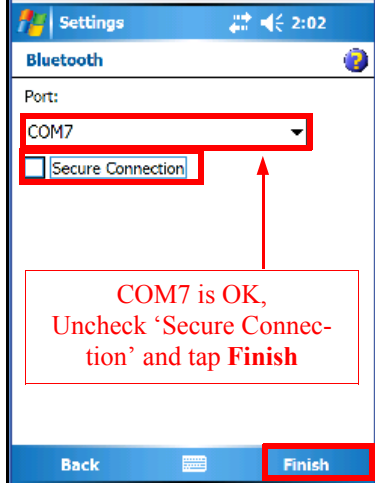 Settings 2:02
Bluetooth
Port:
COM7
Secure Connection
COM7 is OK,
Uncheck ‘Secure Connec-
tion’ and tap Finish
Back Finish